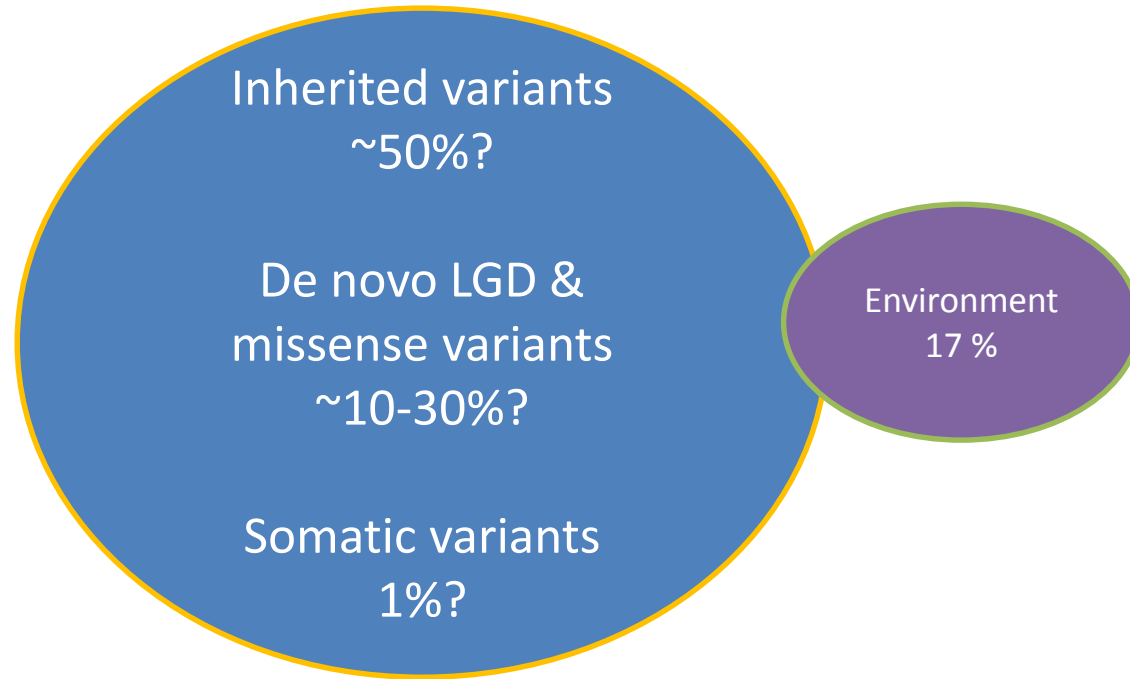 Inherited variants
~50%?
De novo LGD &
missense variants
~10-30%?
Somatic variants
1%?
Environment
17 %